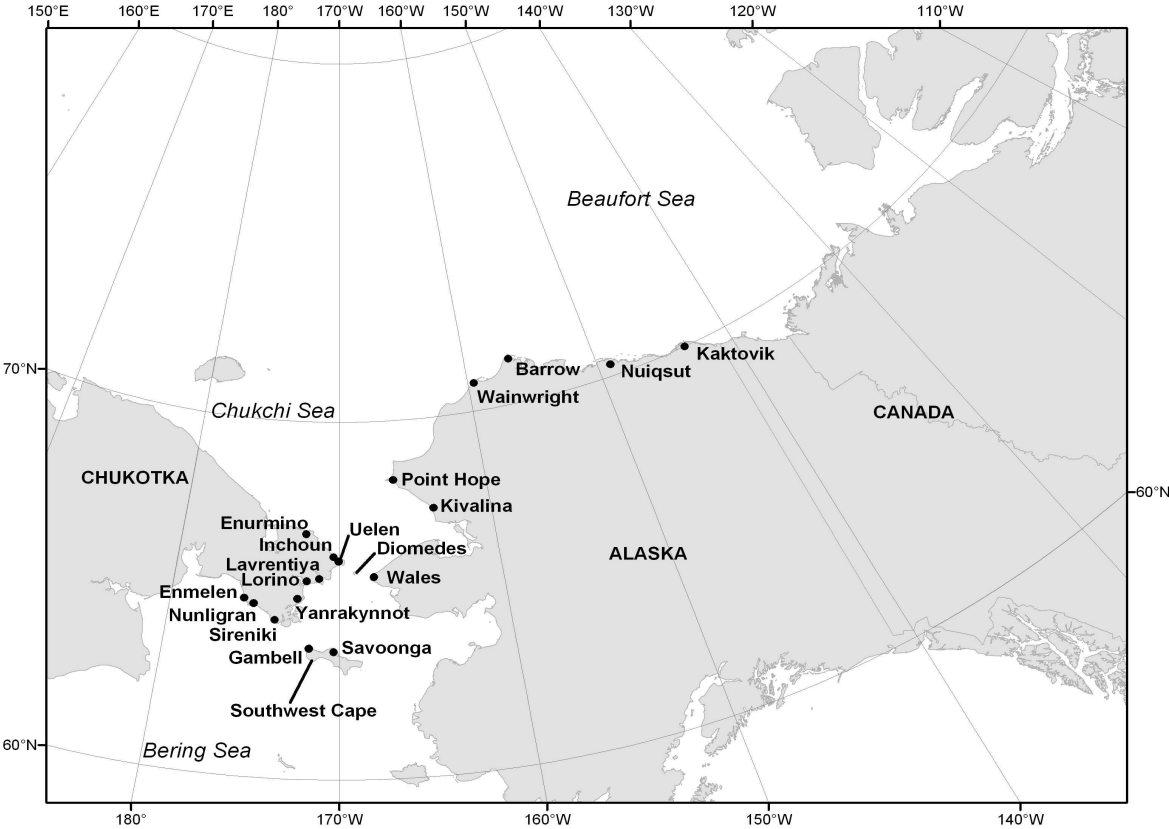 150°E 160°E 170°E 180° 170°W 160°W 150°W 140°W 130°W 120°W 110°W
Beaufort Sea
70°N
Barrow
Kaktovik
Nuiqsut
Wainwright
Chukchi Sea
CANADA
CHUKOTKA
Point Hope
60°N
Kivalina
Enurmino
Uelen
Inchoun
Diomedes
ALASKA
Lavrentiya
Lorino
Wales
Enmelen
Nunligran
Yanrakynnot
Sireniki
Gambell
Savoonga
Southwest Cape
60°N
Bering Sea
180° 170°W 160°W 150°W 140°W